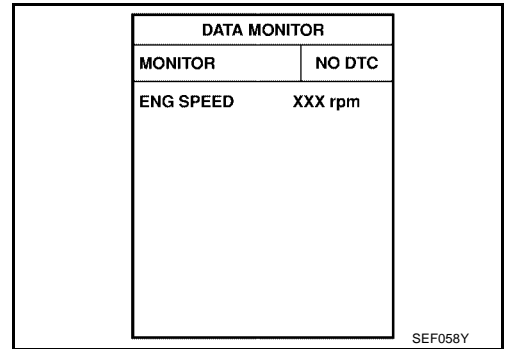 DATA MONITOR
MONITOR NO DTC
ENG SPEED XXX rpm
SEF058Y